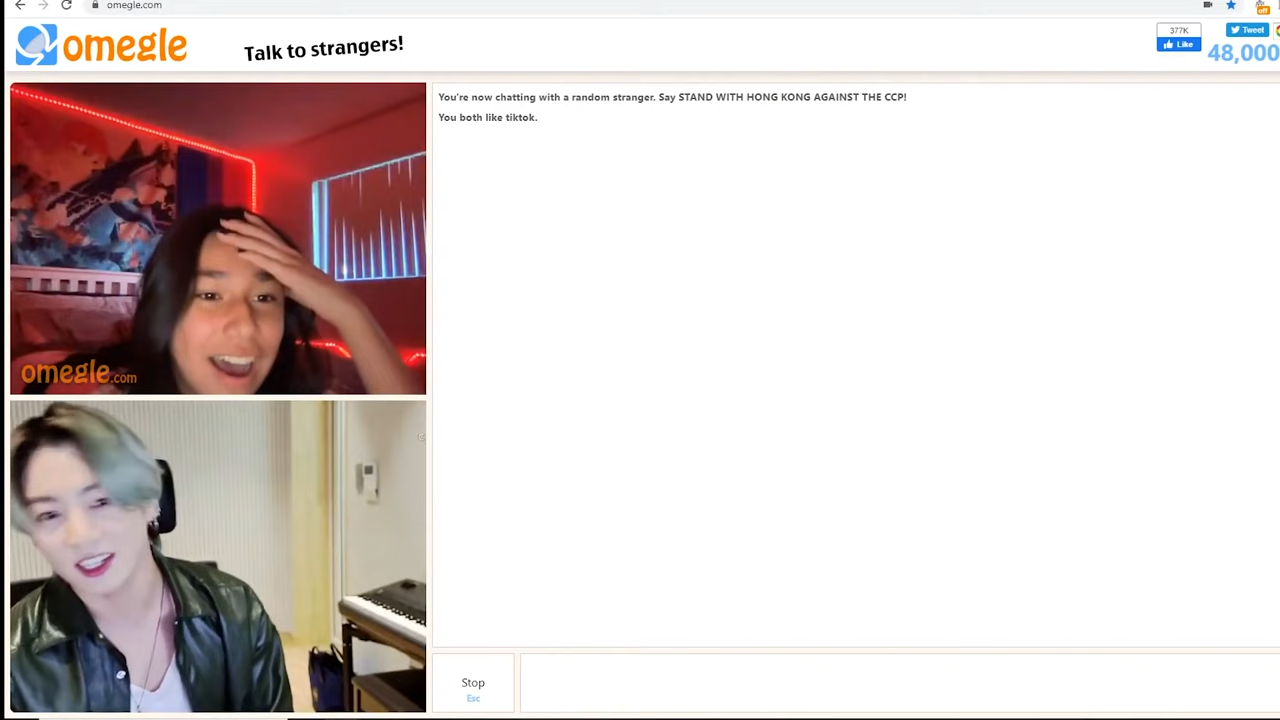 omegle.com
omegle
Talk to strangers!
377K
Like
Tweet
48,000
You're now chatting with a random stranger. Say STAND WITH HONG KONG AGAINST THE CCP!
You both like tiktok.
omegle.com
Stop
Esc
off